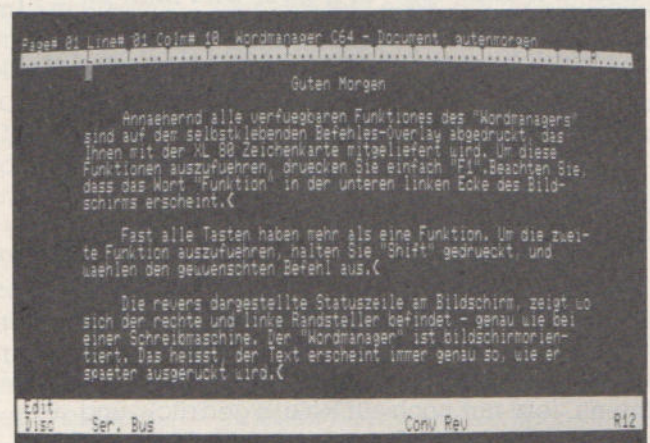 Page# 01 Line# 01 Colm# 10 Wordmanager C64 - Document gutenmorgen
Guten Morgen
Annaehernd alle verfuegbaren Funktiones des "Wordmanagers"
sind auf dem selbstklebenden Befehles-Overlay abgedruckt, das
Ihnen mit der XL 80 Zeichenkarte mitgeliefert wird. Um diese
Funktionen auszufuehren, druecken Sie einfach "F1".Beachten Sie,
dass das Wort "Funktion" in der unteren linken Ecke des Bild-
schirms erscheint.❮
Fast alle Tasten haben mehr als eine Funktion. Um die zwei-
te Funktion auszufuehren, halten Sie "Shift" gedrueckt, und
waehlen den gewuenschten Befehl aus.❮
Die revers dargestellte Statuszeile am Bildschirm, zeigt wo
sich der rechte und linke Randsteller befindet - genau wie bei
einer Schreibmaschine. Der "Wordmanager" ist bildschirmorien-
tiert. Das heisst, der Text erscheint immer genau so, wie er
spaeter ausgeruckt wird.❮
Edit
Disc Ser. Bus Conv Rev R12